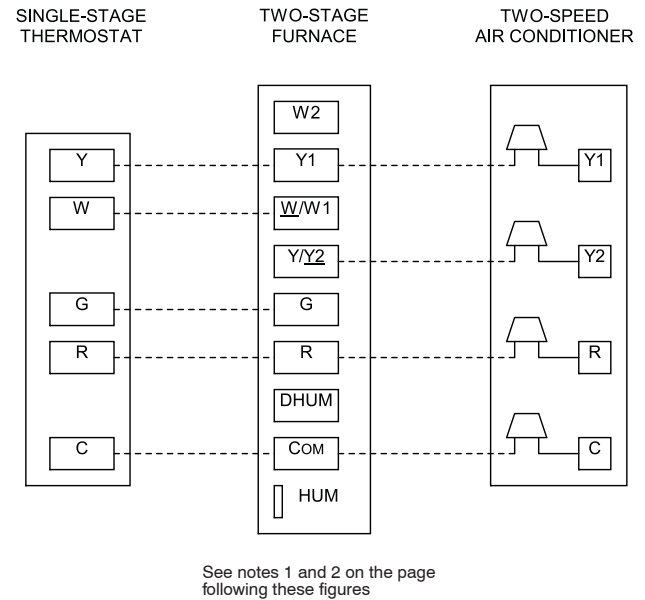 SINGLE-STAGE THERMOSTAT
TWO-STAGE FURNACE
TWO-SPEED AIR CONDITIONER
W2
Y
Y1
Y1
W
W/W1
Y/Y2
Y2
G
G
R
R
R
DHUM
C
COM
C
HUM
See notes 1 and 2 on the page
following these figures